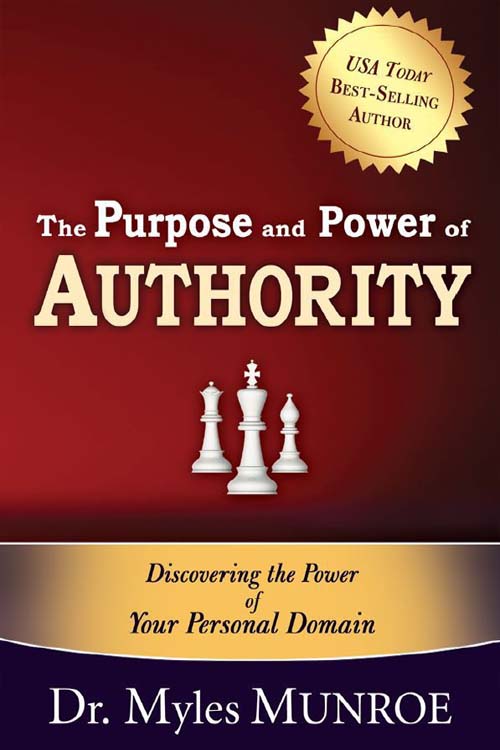 USA TODAY
BEST-SELLING
AUTHOR
The Purpose and Power of
AUTHORITY
Discovering the Power
of
Your Personal Domain
Dr. Myles MUNROE